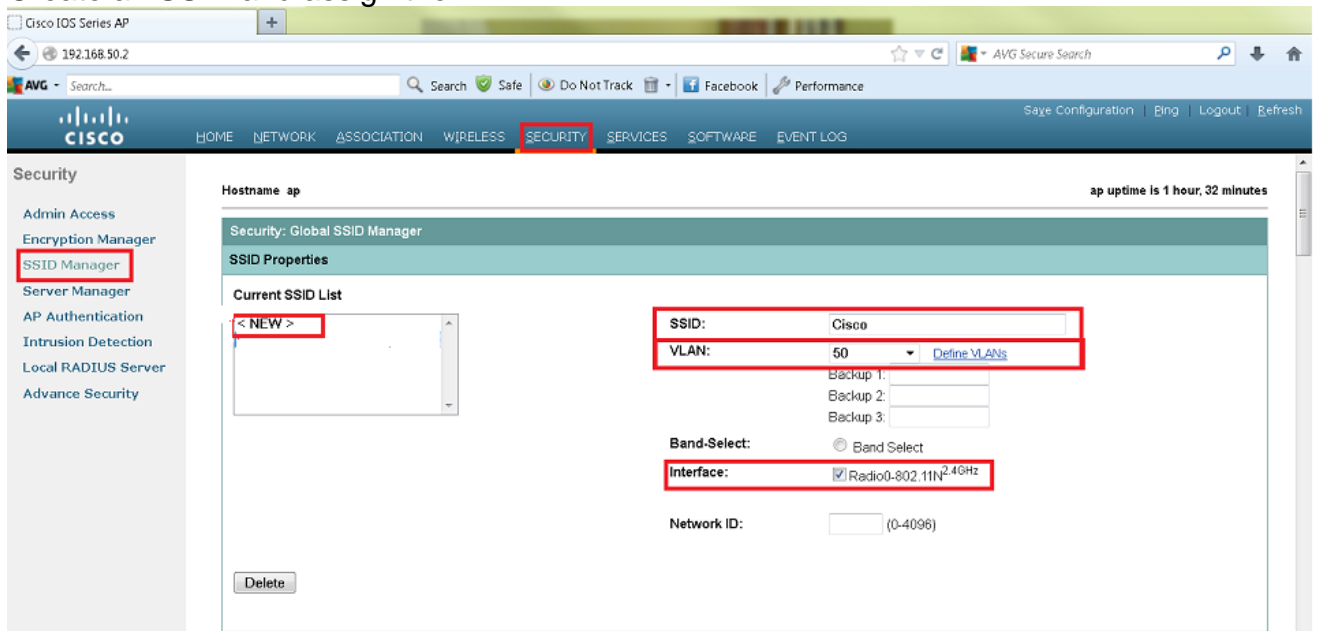 Cisco IOS Series AP +
192.168.50.2 AVG Secure Search
AVG - Search... Search Safe Do Not Track Facebook Performance
Save Configuration | Ping | Logout | Refresh
CISCO HOME NETWORK ASSOCIATION WIRELESS SECURITY SERVICES SOFTWARE EVENT LOG
Security
Admin Access
Encryption Manager
SSID Manager
Server Manager
AP Authentication
Intrusion Detection
Local RADIUS Server
Advance Security
Hostname ap ap uptime is 1 hour, 32 minutes
Security: Global SSID Manager
SSID Properties
Current SSID List
< NEW >
SSID: Cisco
VLAN: 50 Define VLANs
Backup 1:
Backup 2:
Backup 3:
Band-Select: Band Select
Interface: Radio0-802.11N2.4GHz
Network ID: (0-4096)
Delete